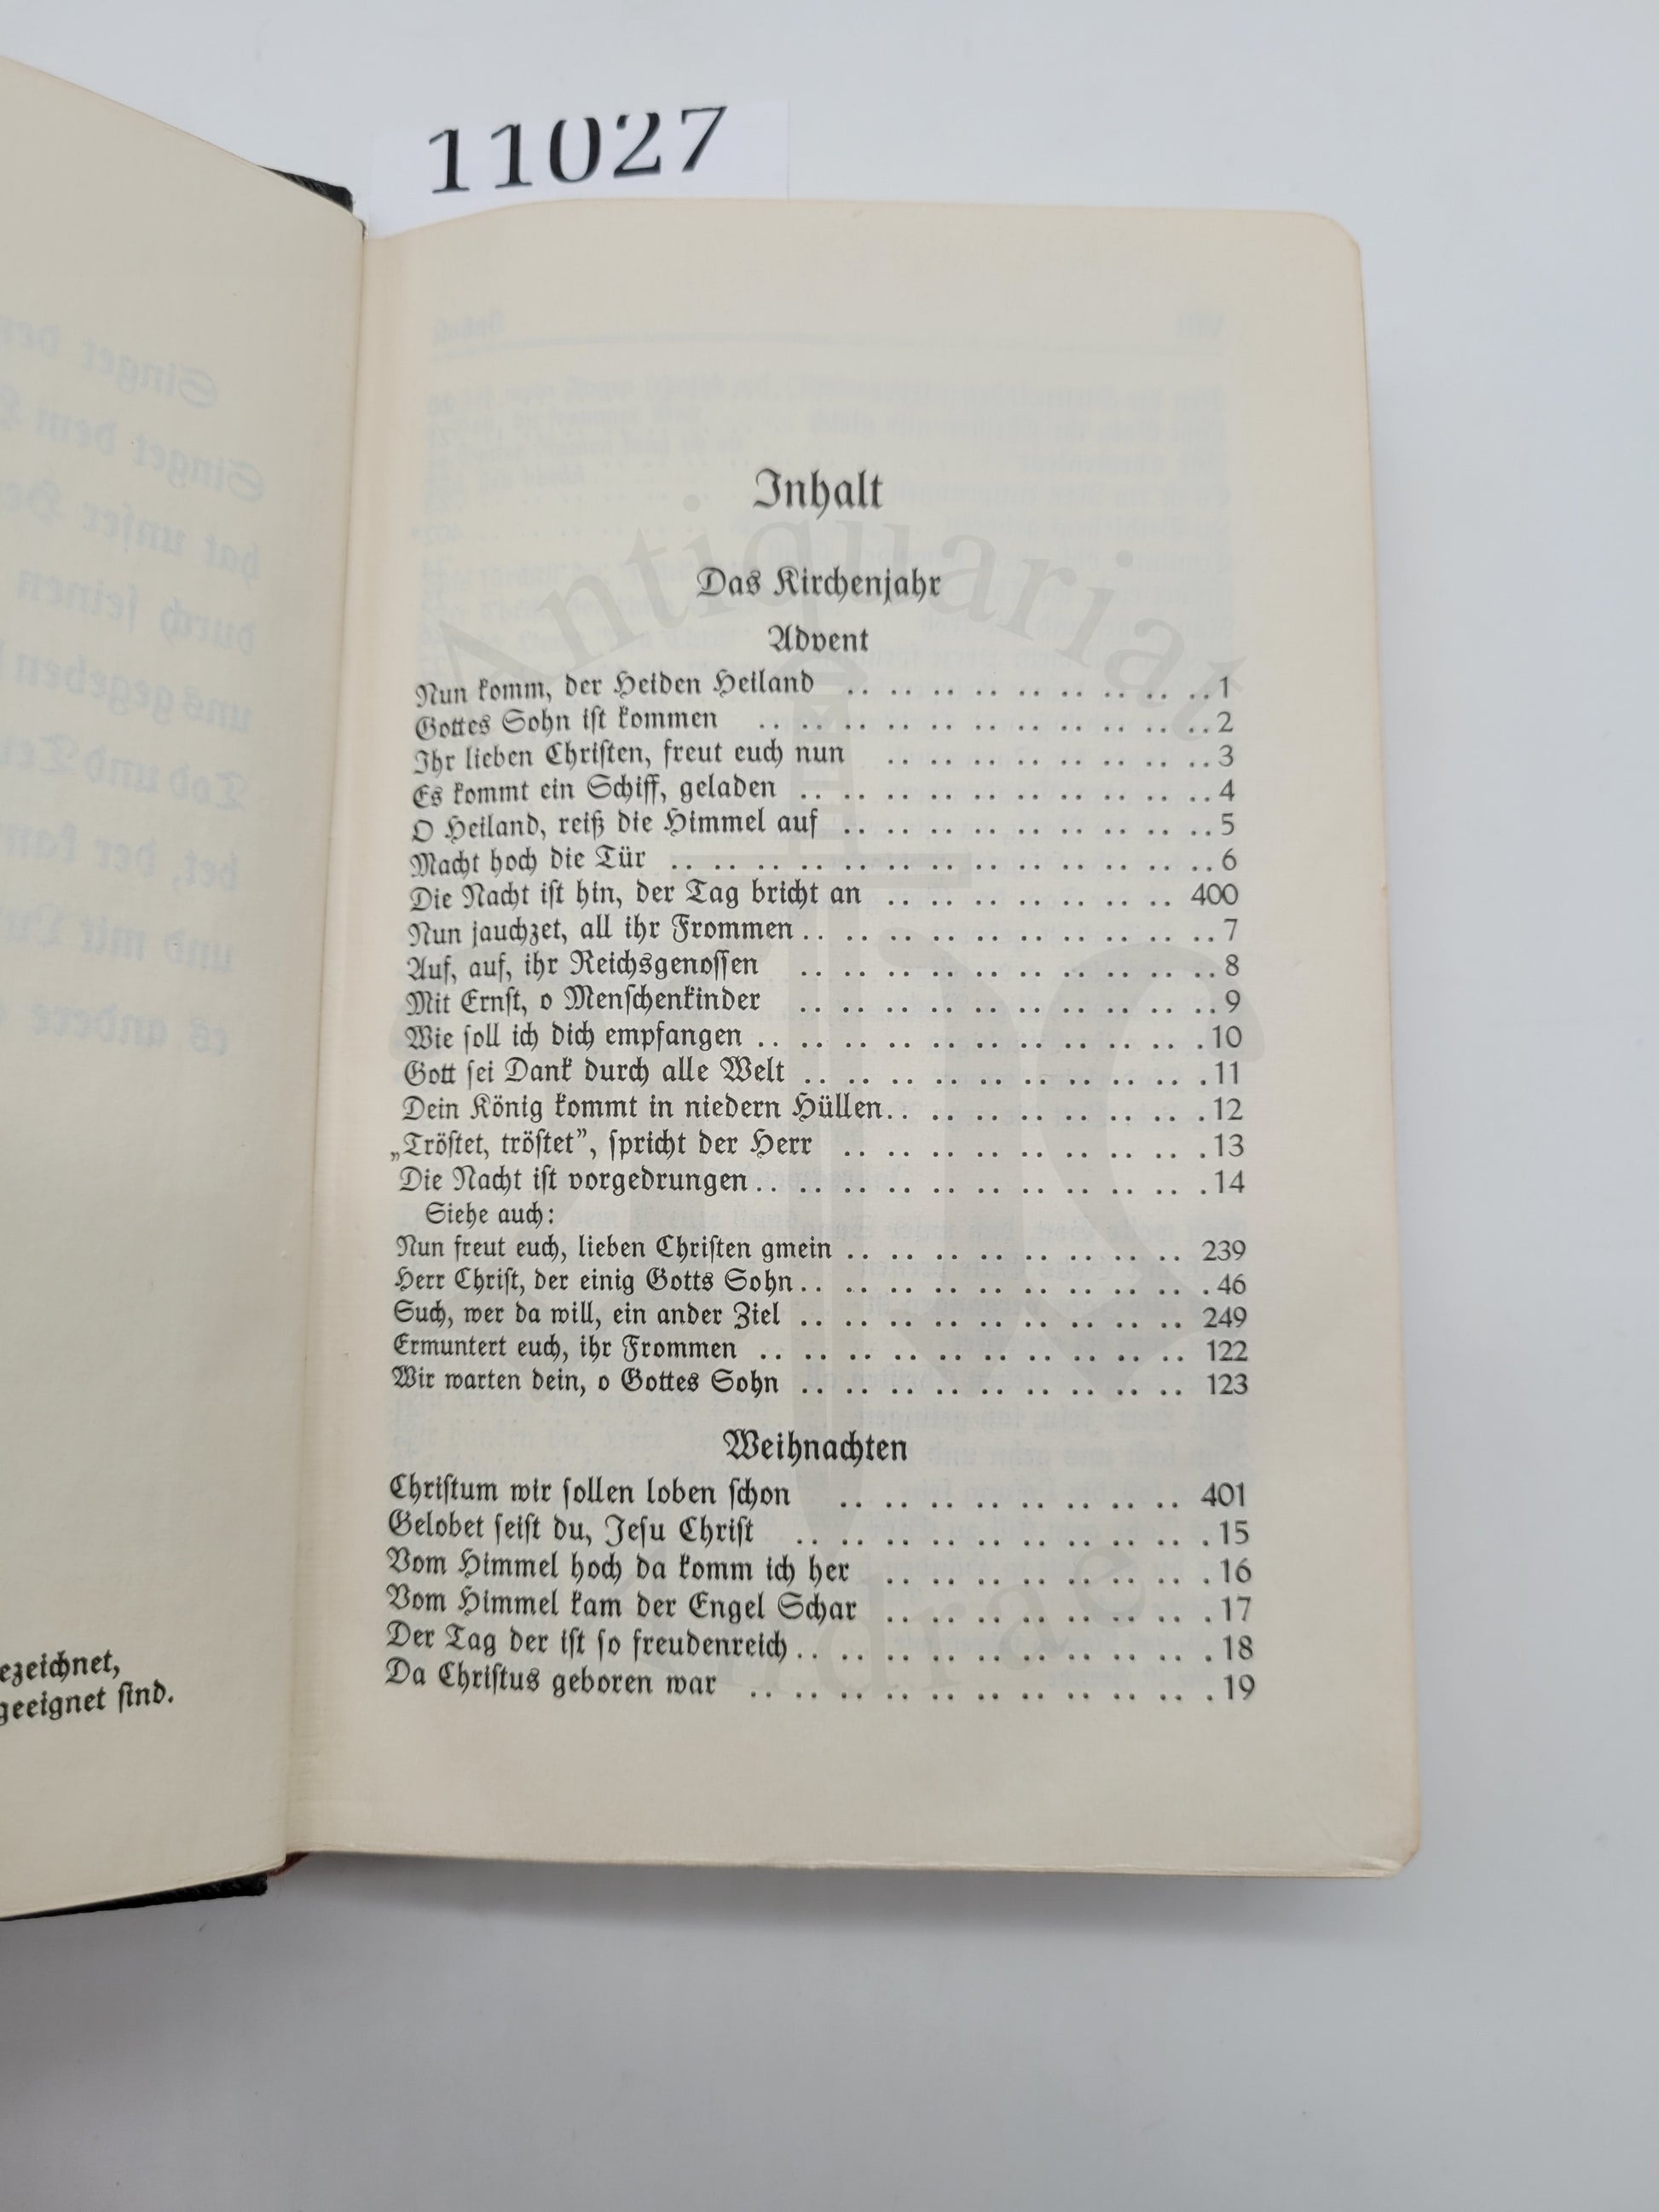 11027
ezeichnet,
geeignet sind.
Inhalt
Das Kirchenjahr
Advent
Nun komm, der Heiden Heiland .. .. .. .. .. .. .. .. ..1
Gottes Sohn ist kommen .. .. .. .. .. .. .. .. .. .. ..2
Ihr lieben Christen, freut euch nun .. .. .. .. .. .. .. ..3
Es kommt ein Schiff, geladen .. .. .. .. .. .. .. .. .. ..4
O Heiland, reiß die Himmel auf .. .. .. .. .. .. .. .. ..5
Macht hoch die Tür .. .. .. .. .. .. .. .. .. .. .. .. ..6
Die Nacht ist hin, der Tag bricht an .. .. .. .. .. .. .. 400
Nun jauchzet, all ihr Frommen .. .. .. .. .. .. .. .. .. ..7
Auf, auf, ihr Reichsgenossen .. .. .. .. .. .. .. .. .. ..8
Mit Ernst, o Menschenkinder .. .. .. .. .. .. .. .. .. ..9
Wie soll ich dich empfangen .. .. .. .. .. .. .. .. .. .. .10
Gott sei Dank durch alle Welt .. .. .. .. .. .. .. .. .. .11
Dein König kommt in niedern Hüllen .. .. .. .. .. .. .. .12
„Tröstet, tröstet”, spricht der Herr .. .. .. .. .. .. .. .. .13
Die Nacht ist vorgedrungen .. .. .. .. .. .. .. .. .. .. .14
Siehe auch:
Nun freut euch, lieben Christen gmein .. .. .. .. .. .. .. .. 239
Herr Christ, der einig Gotts Sohn .. .. .. .. .. .. .. .. .. .46
Such, wer da will, ein ander Ziel .. .. .. .. .. .. .. .. .. 249
Ermuntert euch, ihr Frommen .. .. .. .. .. .. .. .. .. .. 122
Wir warten dein, o Gottes Sohn .. .. .. .. .. .. .. .. .. 123
Weihnachten
Christum wir sollen loben schon .. .. .. .. .. .. .. .. 401
Gelobet seist du, Jesu Christ .. .. .. .. .. .. .. .. .. .15
Vom Himmel hoch da komm ich her .. .. .. .. .. .. .. .16
Vom Himmel kam der Engel Schar .. .. .. .. .. .. .. .17
Der Tag der ist so freudenreich .. .. .. .. .. .. .. .. .. .18
Da Christus geboren war .. .. .. .. .. .. .. .. .. .. .19
Antiquariat
Andrae